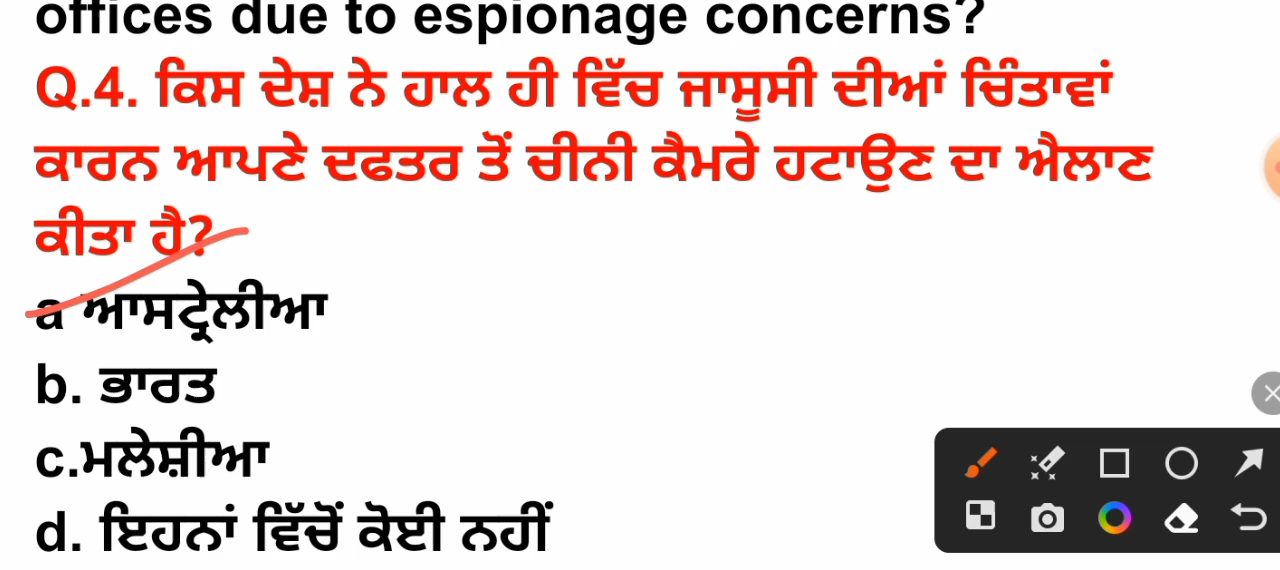 offices due to espionage concerns?
Q.4. ਕਿਸ ਦੇਸ਼ ਨੇ ਹਾਲ ਹੀ ਵਿੱਚ ਜਾਸੂਸੀ ਦੀਆਂ ਚਿੰਤਾਵਾਂ
ਕਾਰਨ ਆਪਣੇ ਦਫਤਰ ਤੋਂ ਚੀਨੀ ਕੈਮਰੇ ਹਟਾਉਣ ਦਾ ਐਲਾਣ
ਕੀਤਾ ਹੈ?
a ਆਸਟ੍ਰੇਲੀਆ
b. ਭਾਰਤ
c.ਮਲੇਸ਼ੀਆ
d. ਇਹਨਾਂ ਵਿੱਚੋਂ ਕੋਈ ਨਹੀਂ